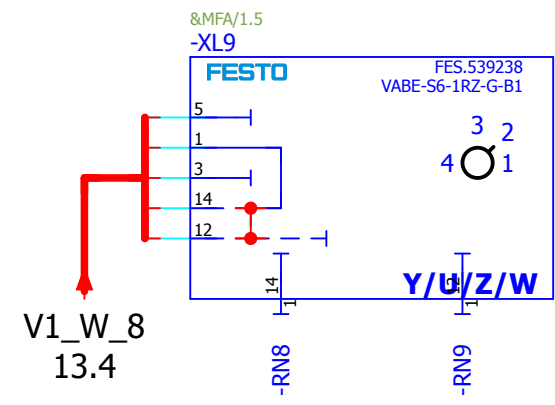 &MFA/1.5
-XL9
FESTO
FES.539238
VABE-S6-1RZ-G-B1
5
1
3
14
12
3
2
4
1
Y/U/Z/W
14
12
1
1
V1_W_8
13.4
-RN8
-RN9